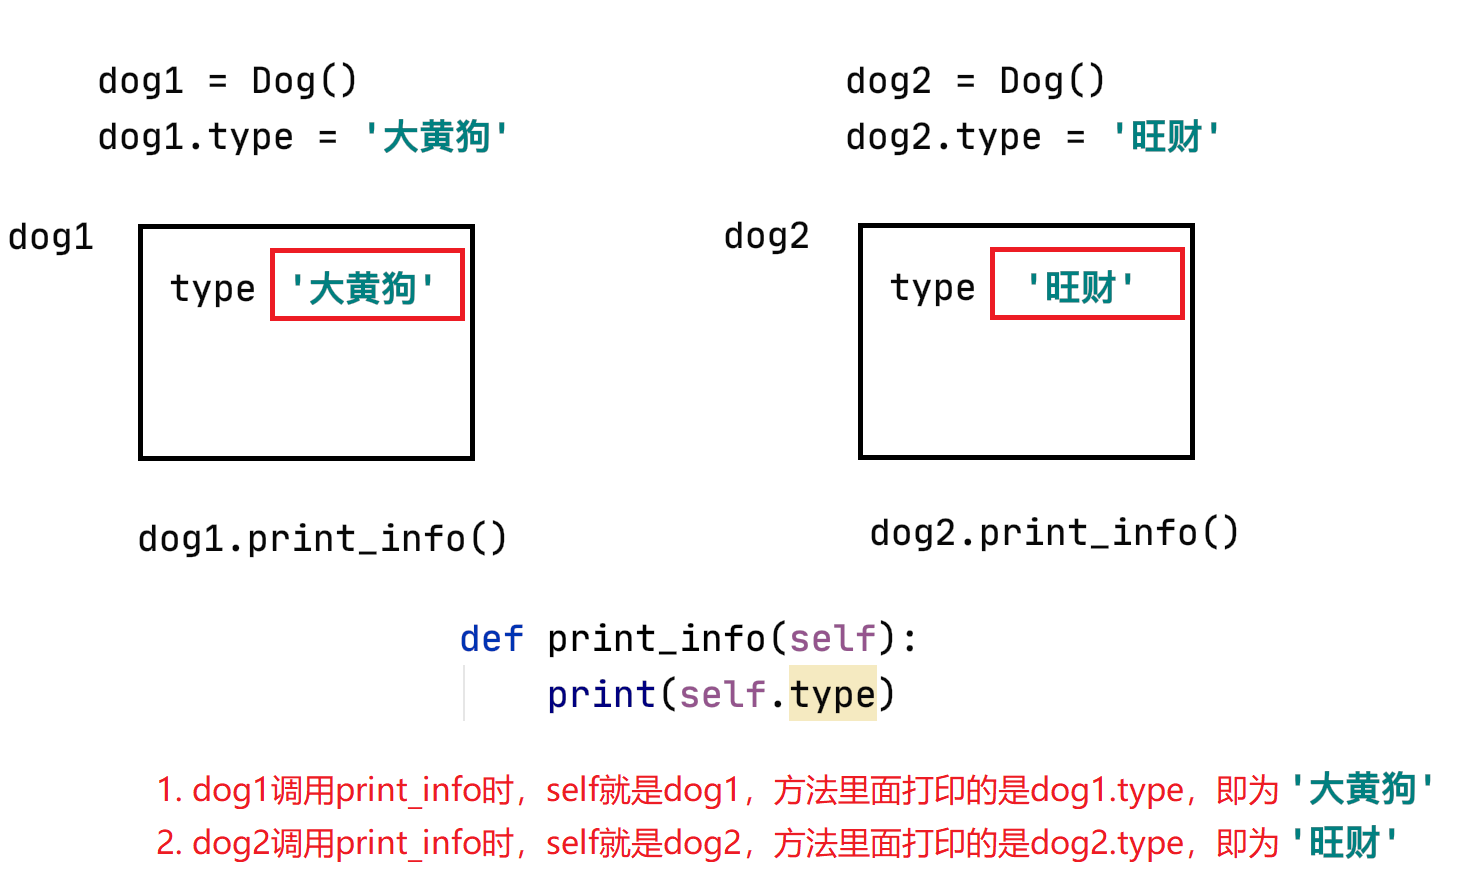 dog1 = Dog()
dog1.type = '大黄狗'
dog2 = Dog()
dog2.type = '旺财'
dog1
type '大黄狗'
dog2
type '旺财'
dog1.print_info()
dog2.print_info()
def print_info(self):
print(self.type)
1. dog1调用print_info时，self就是dog1，方法里面打印的是dog1.type，即为 '大黄狗'
2. dog2调用print_info时，self就是dog2，方法里面打印的是dog2.type，即为 '旺财'